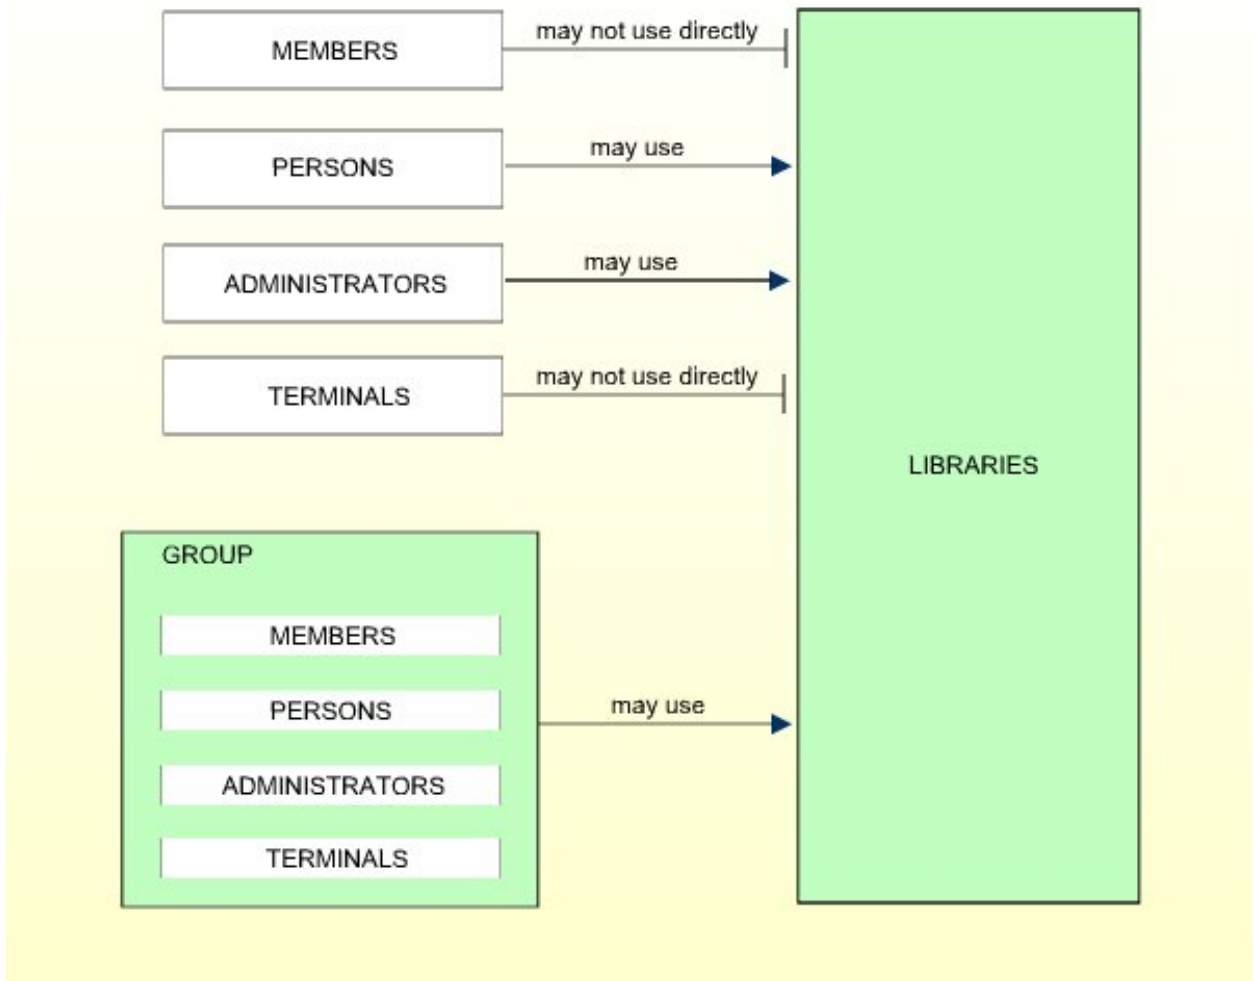 MEMBERS
may not use directly
PERSONS
may use
ADMINISTRATORS
may use
TERMINALS
may not use directly
LIBRARIES
GROUP
MEMBERS
PERSONS
ADMINISTRATORS
TERMINALS
may use